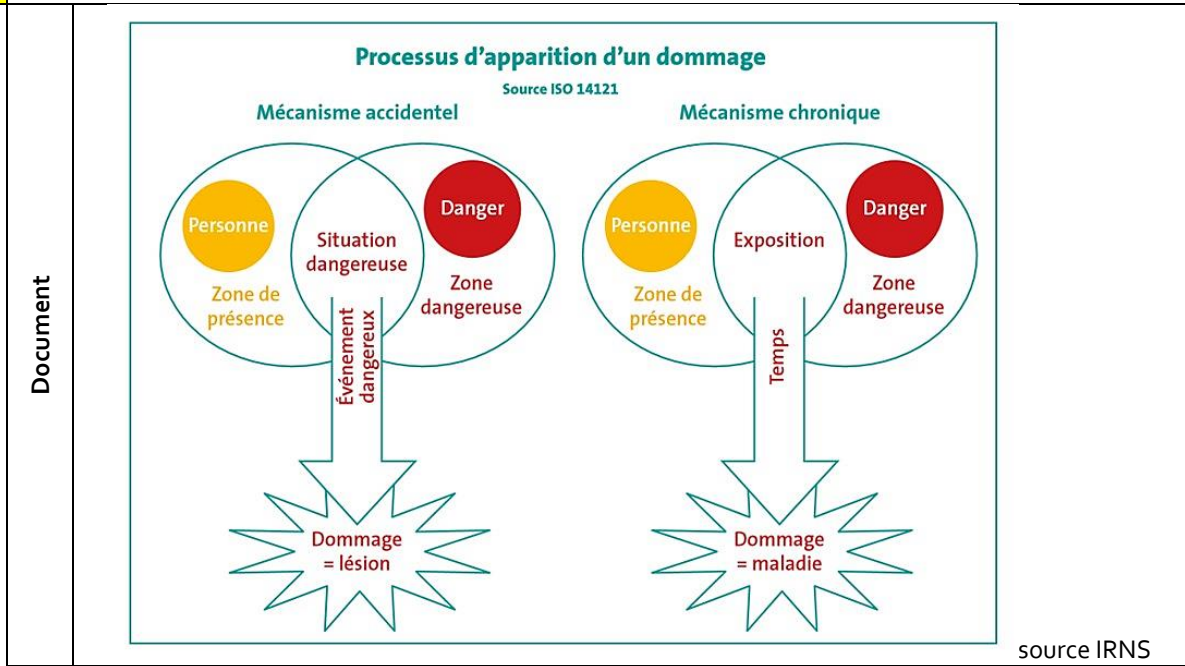 Document
Processus d’apparition d’un dommage
Source ISO 14121
Mécanisme accidentel
Personne
Zone de
présence
Situation
dangereuse
Danger
Zone
dangereuse
Événement
dangereux
Dommage
= lésion
Mécanisme chronique
Personne
Zone de
présence
Exposition
Danger
Zone
dangereuse
Temps
Dommage
= maladie
source IRNS